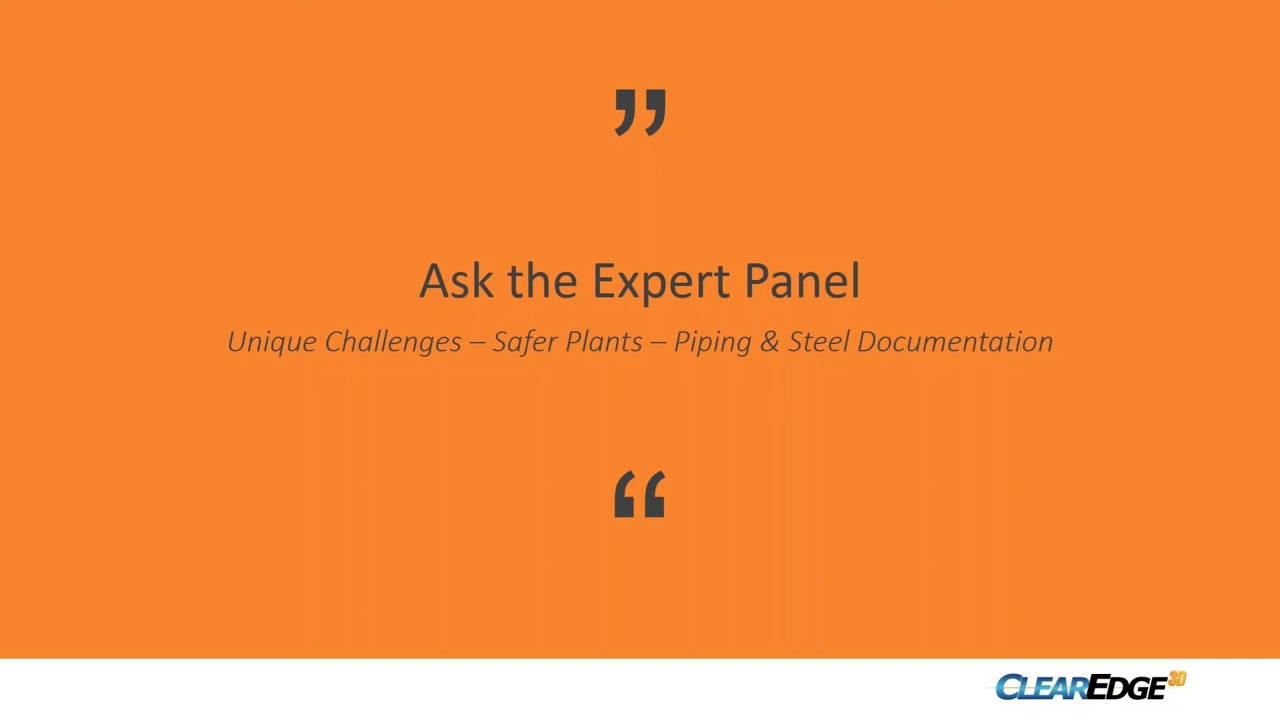 ”
Ask the Expert Panel
Unique Challenges – Safer Plants – Piping & Steel Documentation
“
CLEAREDGE3D